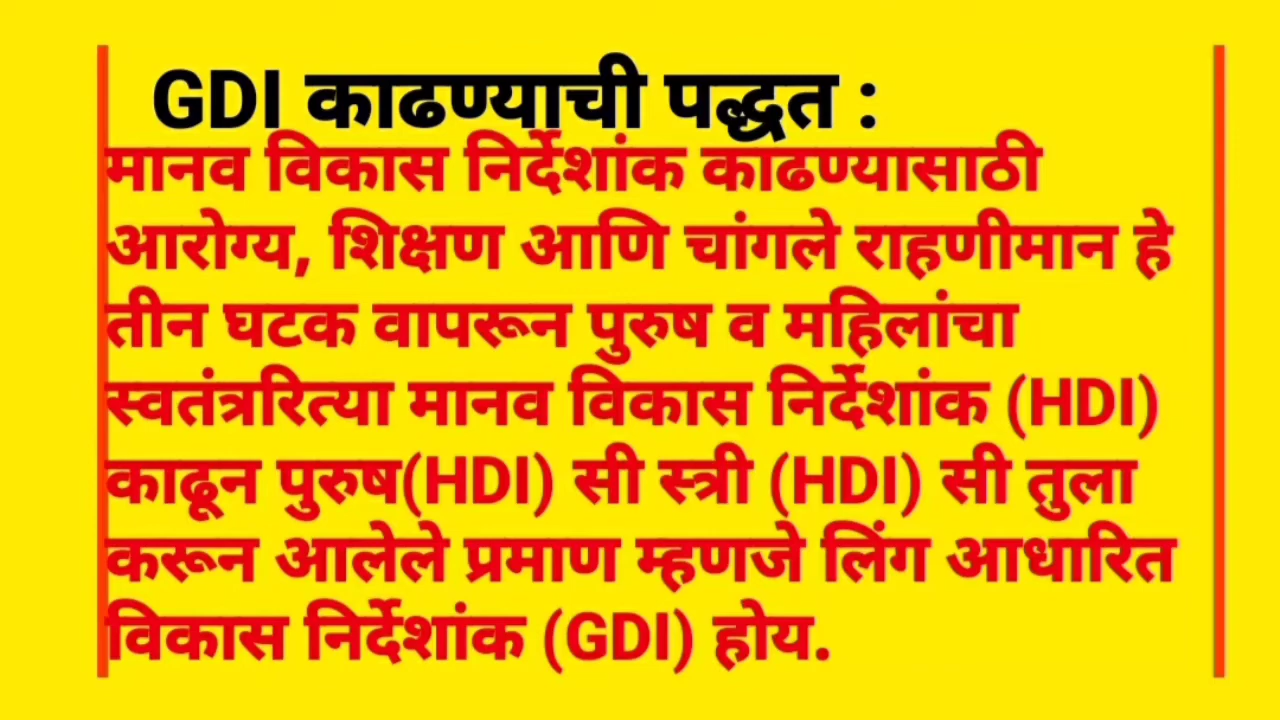 GDI काढण्याची पद्धत :
मानव विकास निर्देशांक काढण्यासाठी
आरोग्य, शिक्षण आणि चांगले राहणीमान हे
तीन घटक वापरून पुरुष व महिलांचा
स्वतंत्ररित्या मानव विकास निर्देशांक (HDI)
काढून पुरुष(HDI) सी स्त्री (HDI) सी तुला
करून आलेले प्रमाण म्हणजे लिंग आधारित
विकास निर्देशांक (GDI) होय.